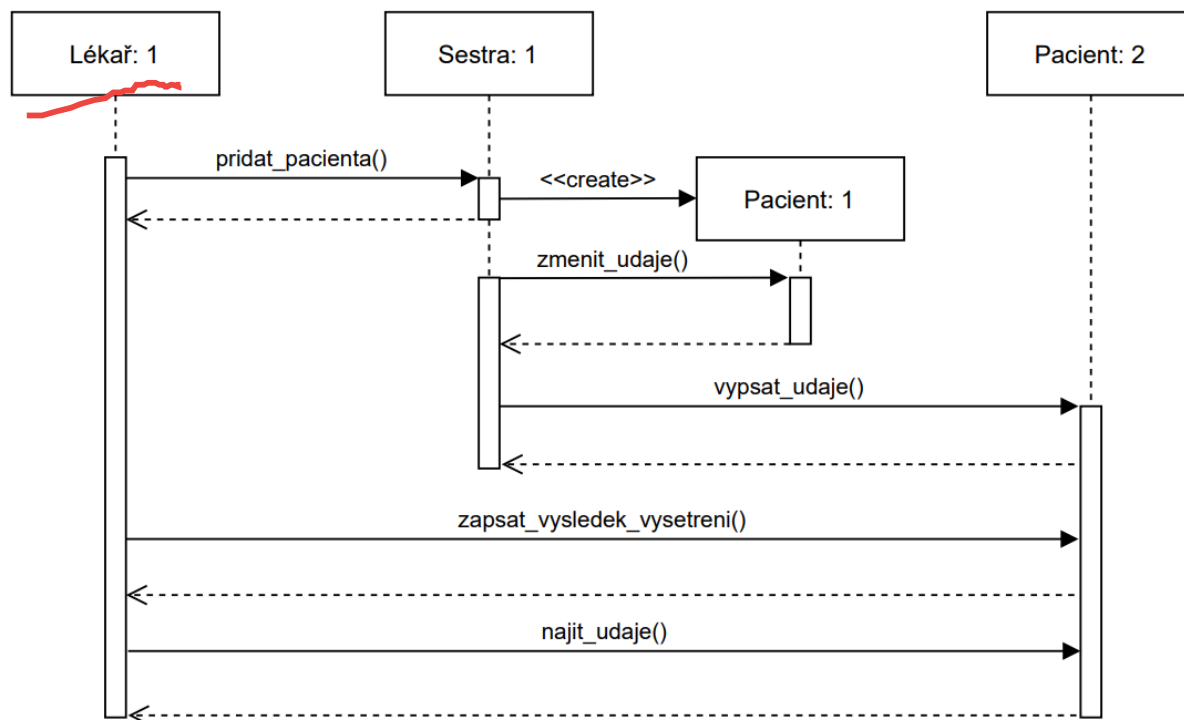 Lékař: 1
Sestra: 1
Pacient: 2
pridat_pacienta()
<<create>>
Pacient: 1
zmenit_udaje()
vypsat_udaje()
zapsat_vysledek_vysetreni()
najit_udaje()